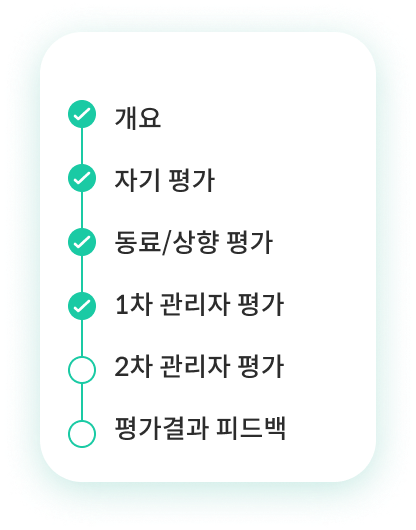 개요
자기 평가
동료/상향 평가
1차 관리자 평가
2차 관리자 평가
평가결과 피드백